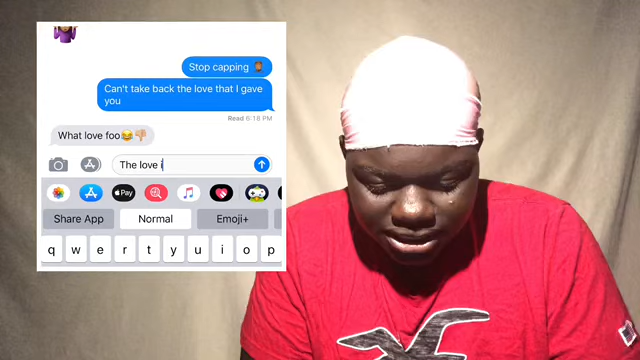 Stop capping 🤦🏾‍♂️
Can't take back the love that I gave
you
Read 6:18 PM
What love foo😂👎🏼
The love i
Pay
Share App
Normal
Emoji+
q w e r t y u i o p